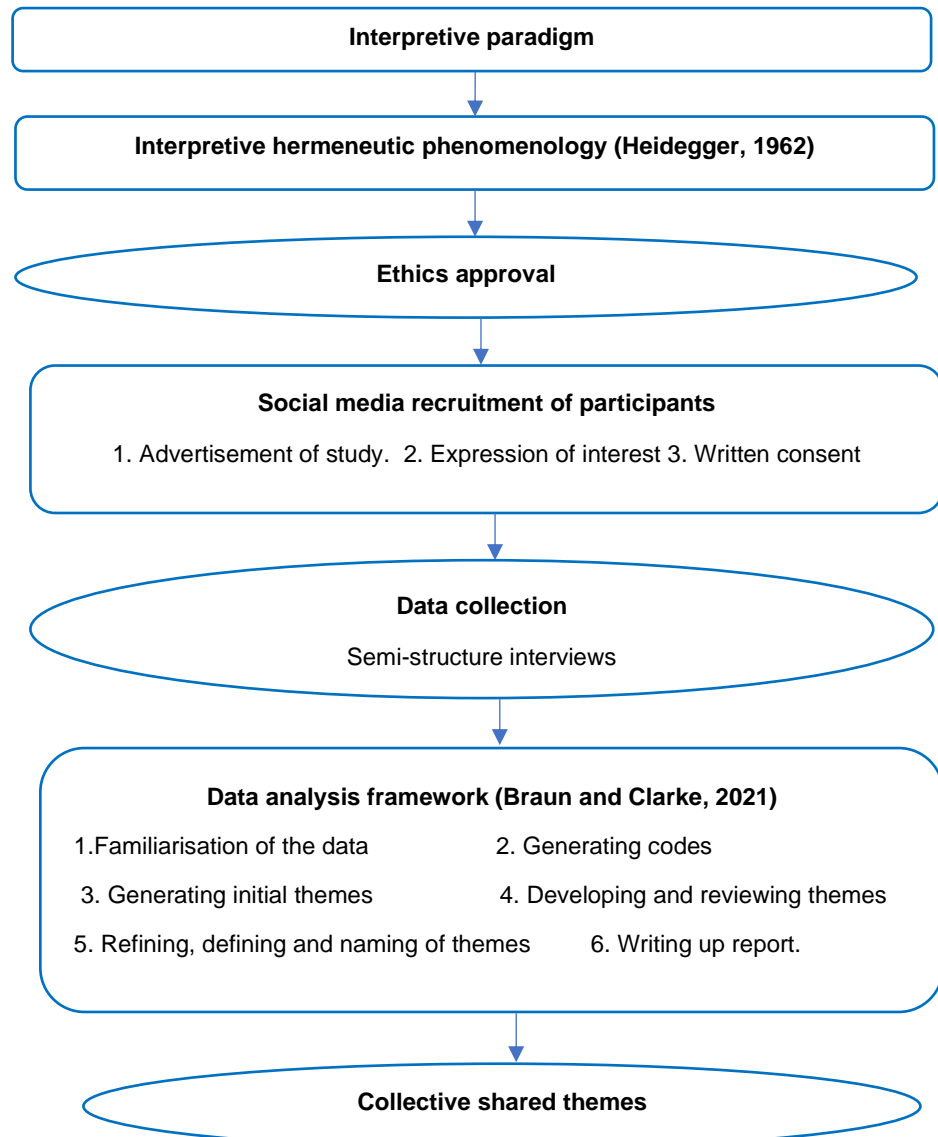 Interpretive paradigm
Interpretive hermeneutic phenomenology (Heidegger, 1962)
Ethics approval
Social media recruitment of participants
1. Advertisement of study.  2. Expression of interest 3. Written consent
Data collection
Semi-structure interviews
Data analysis framework (Braun and Clarke, 2021)
1.Familiarisation of the data 2. Generating codes
3. Generating initial themes 4. Developing and reviewing themes
5. Refining, defining and naming of themes 6. Writing up report.
Collective shared themes